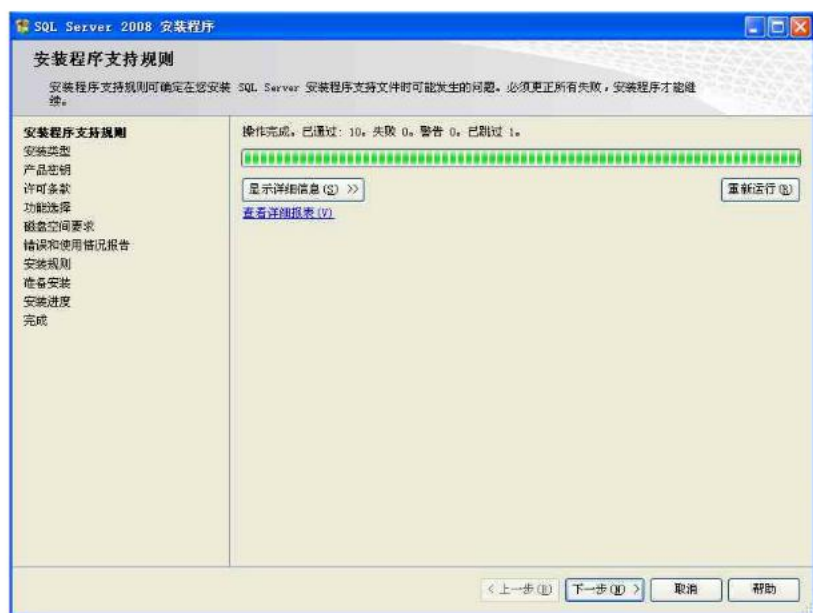 SQL Server 2008 安装程序
安装程序支持规则
安装程序支持规则可确定在您安装 SQL Server 安装程序支持文件时可能发生的问题。必须更正所有失败，安装程序才能继
续。
安装程序支持规则
安装类型
产品密钥
许可条款
功能选择
磁盘空间要求
错误和使用情况报告
安装规则
准备安装
安装进度
完成
操作完成。已通过: 10。失败 0。警告 0。已跳过 1。
显示详细信息(S) >>
重新运行(R)
查看详细报表(V)
< 上一步(B)
下一步(N) >
取消
帮助